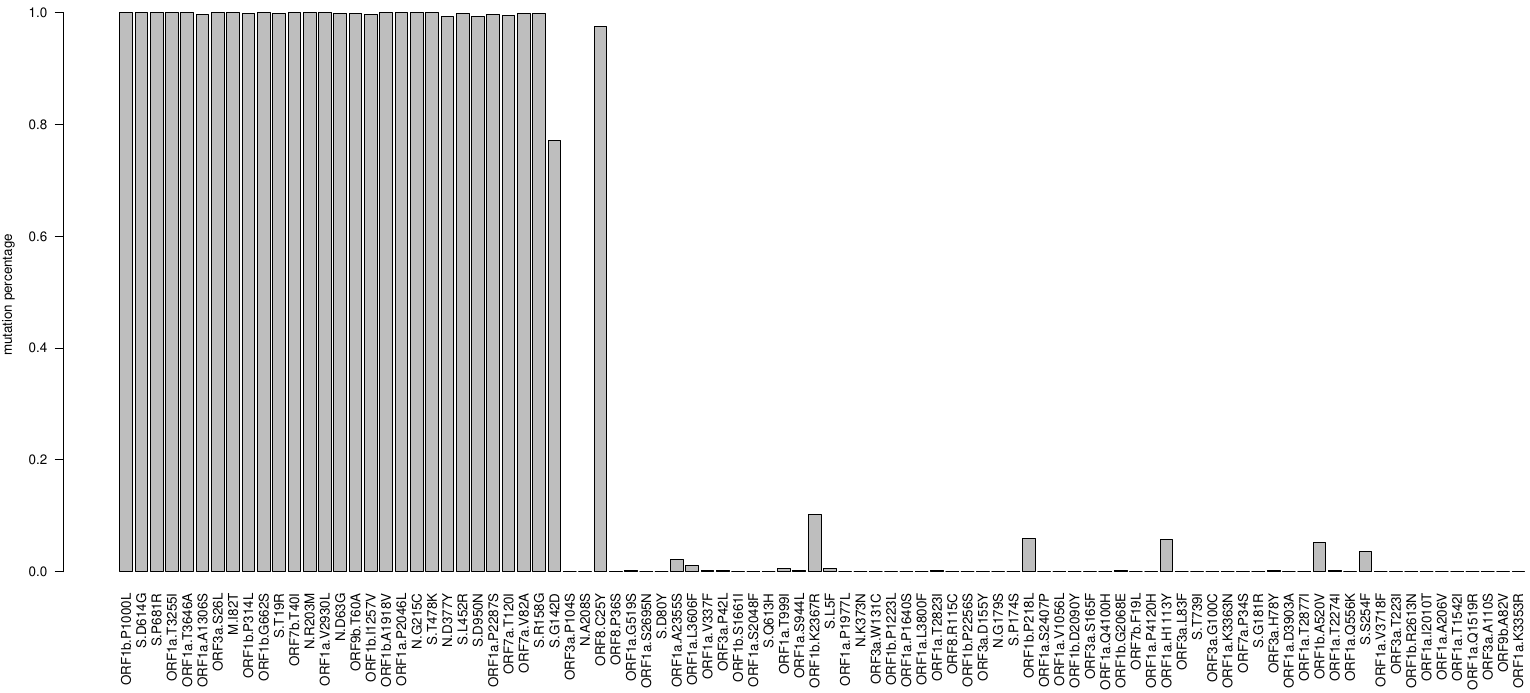 1.0
0.8
0.6
0.4
0.2
0.0
mutation percentage
ORF1b.P1000L
S.D614G
S.P681R
ORF1a.T3255I
ORF1a.T3646A
ORF1a.A1306S
ORF3a.S26L
M.I82T
ORF1b.P314L
ORF1b.G662S
S.T19R
ORF7b.T40I
N.R203M
ORF1a.V2930L
N.D63G
ORF9b.T60A
ORF1b.I1257V
ORF1b.A1918V
ORF1a.P2046L
N.G215C
S.T478K
N.D377Y
S.L452R
S.D950N
ORF1a.P2287S
ORF7a.T120I
ORF7a.V82A
S.R158G
S.G142D
ORF3a.P104S
N.A208S
ORF8.C25Y
ORF8.P36S
ORF1a.G519S
ORF1a.S2695N
S.D80Y
ORF1a.A2355S
ORF1a.L3606F
ORF1a.V337F
ORF3a.P42L
ORF1b.S1661I
ORF1a.S2048F
S.Q613H
ORF1a.T999I
ORF1a.S944L
ORF1b.K2367R
S.L5F
ORF1a.P1977L
N.K373N
ORF3a.W131C
ORF1b.P1223L
ORF1a.P1640S
ORF1a.L3800F
ORF1a.T2823I
ORF8.R115C
ORF1b.P2256S
ORF3a.D155Y
N.G179S
S.P174S
ORF1b.P218L
ORF1a.S2407P
ORF1a.V1056L
ORF1b.D2090Y
ORF3a.S165F
ORF1a.Q4100H
ORF1b.G2068E
ORF7b.F19L
ORF1a.P4120H
ORF1a.H1113Y
ORF3a.L83F
S.T739I
ORF3a.G100C
ORF1a.K3363N
ORF7a.P34S
S.G181R
ORF3a.H78Y
ORF1a.D3903A
ORF1a.T2877I
ORF1b.A520V
ORF1a.T2274I
ORF1a.Q556K
S.S254F
ORF1a.V3718F
ORF3a.T223I
ORF1b.R2613N
ORF1a.I2010T
ORF1a.A206V
ORF1a.T1542I
ORF1a.Q1519R
ORF3a.A110S
ORF9b.A82V
ORF1a.K3353R